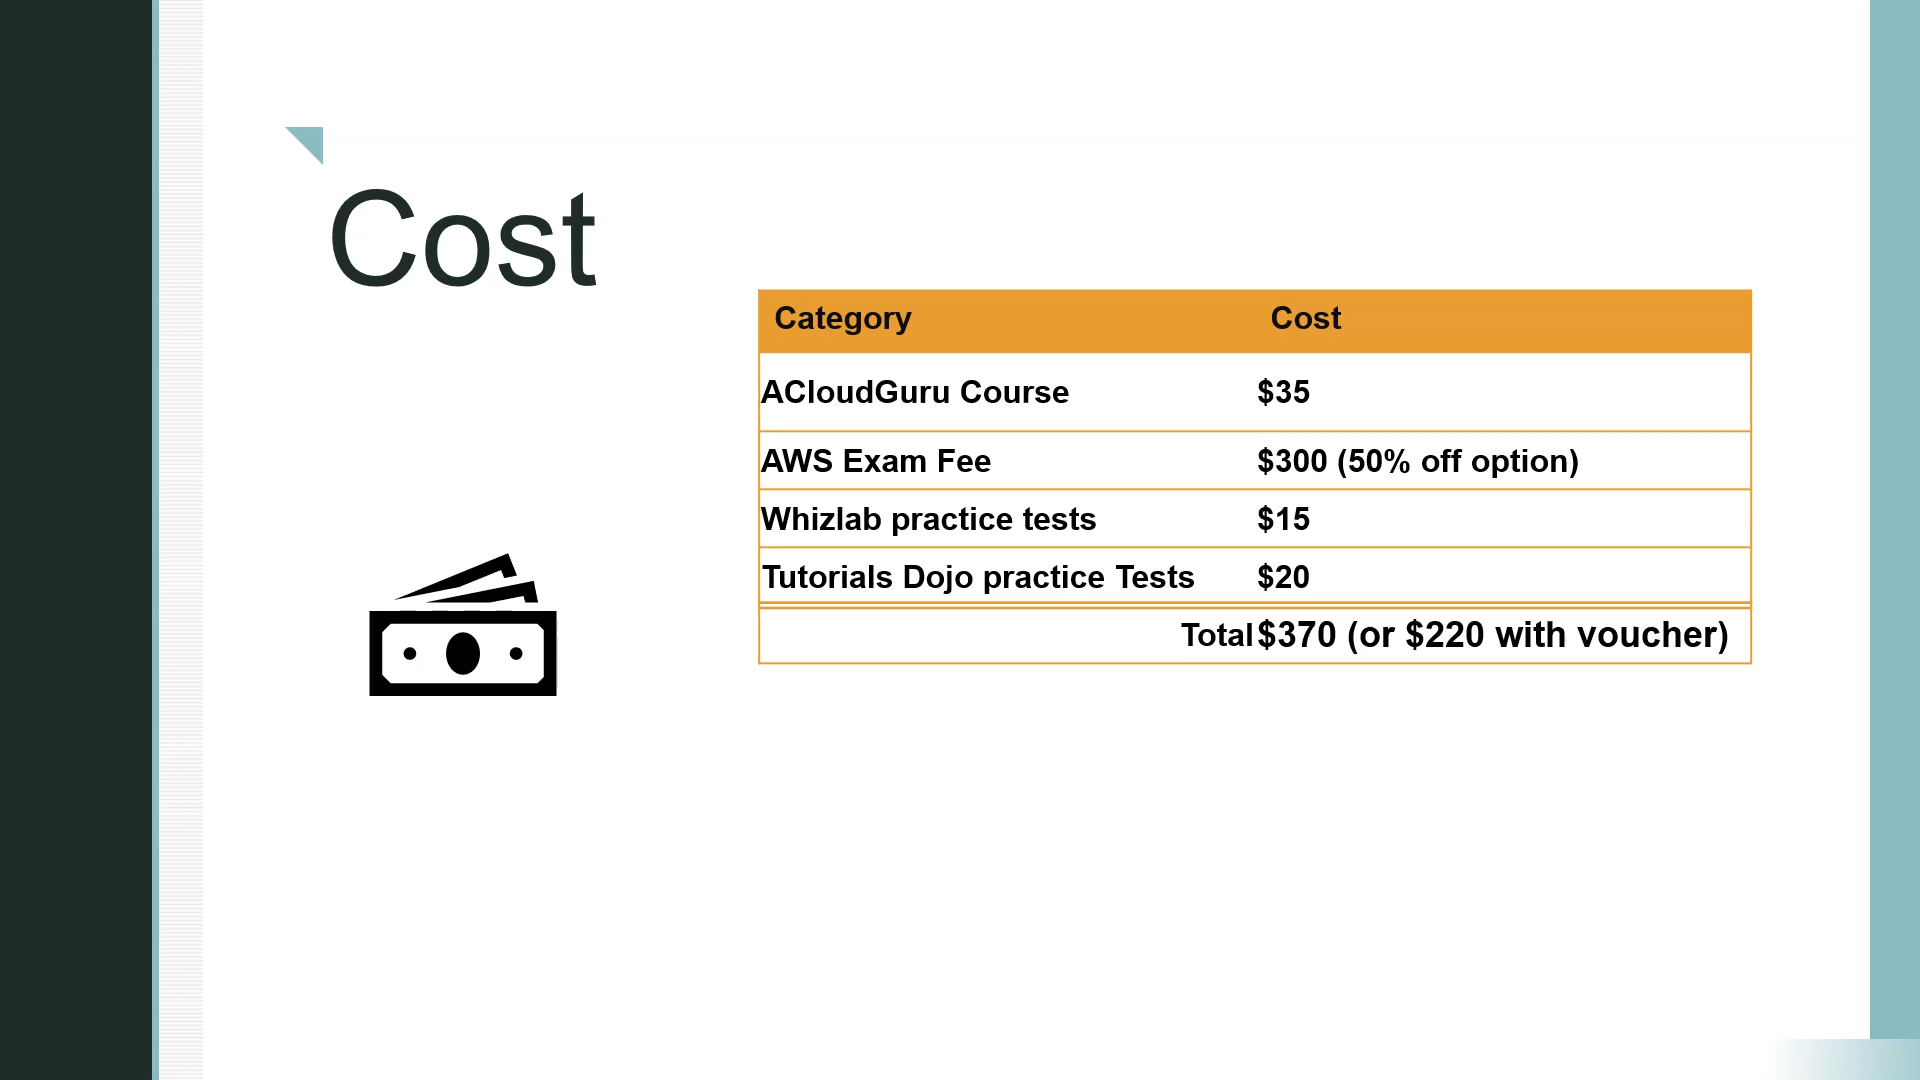 Cost
Category Cost
ACloudGuru Course $35
AWS Exam Fee $300 (50% off option)
Whizlab practice tests $15
Tutorials Dojo practice Tests $20
Total $370 (or $220 with voucher)